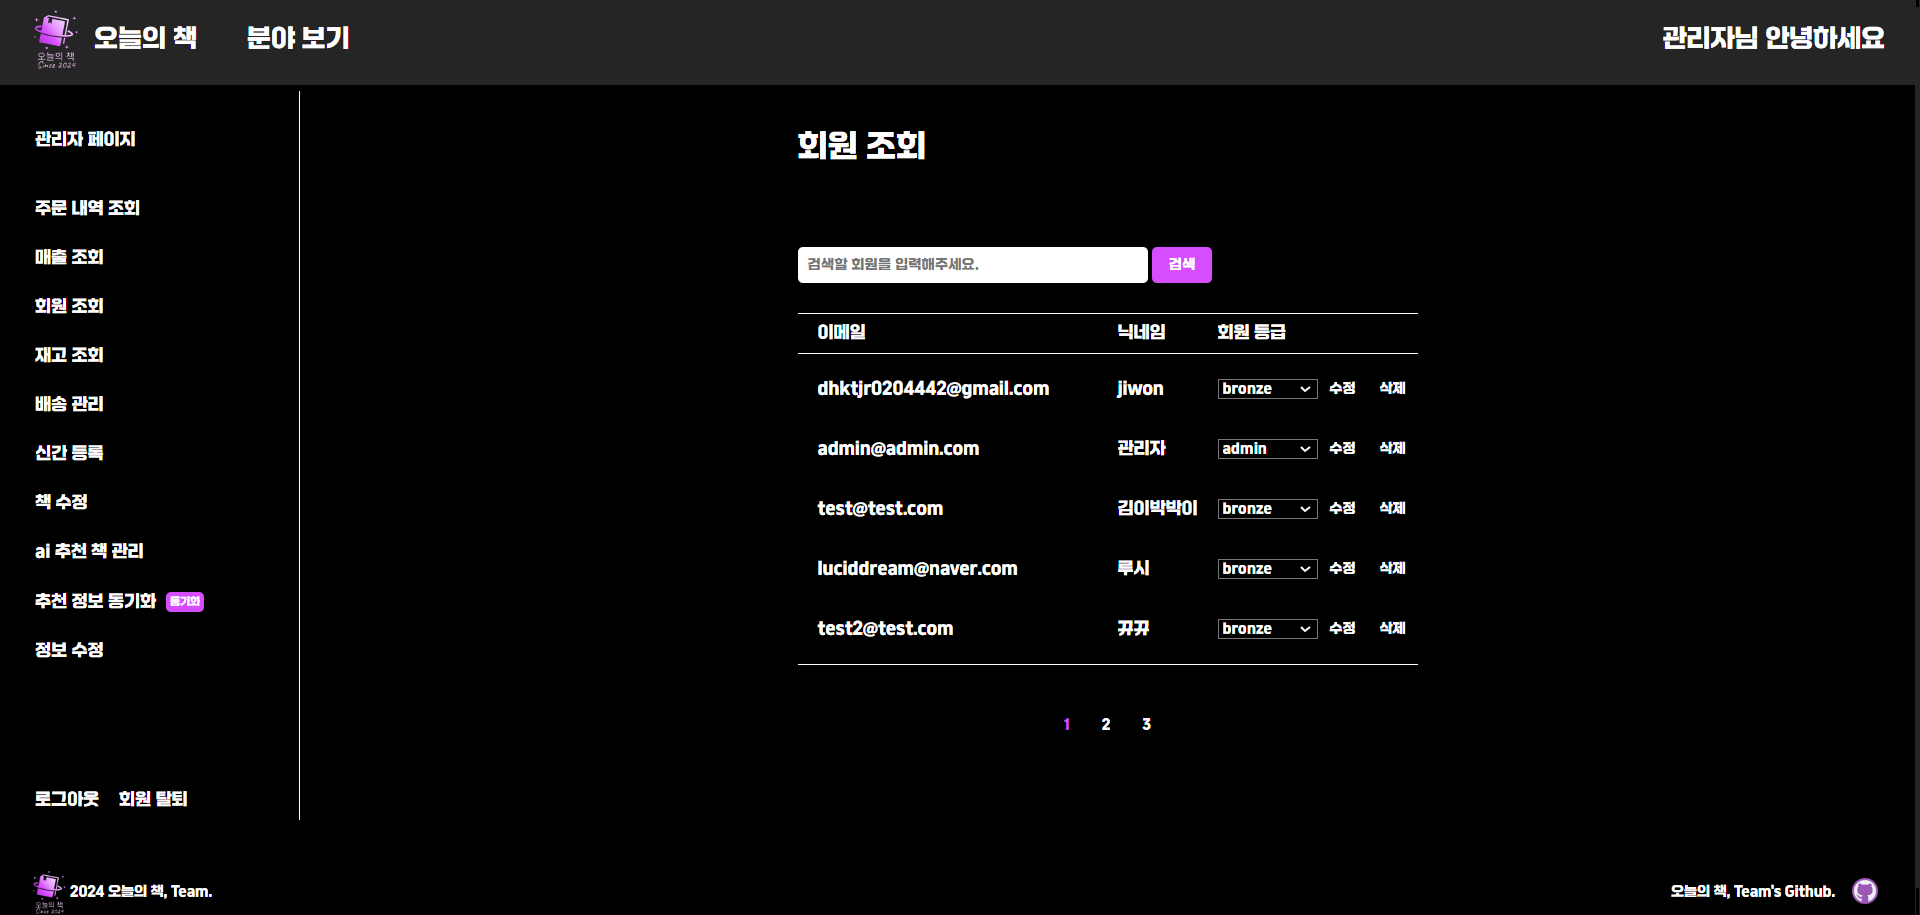 오늘의 책 분야 보기 관리자님 안녕하세요
오늘의 책
Since 2024
관리자 페이지
주문 내역 조회
매출 조회
회원 조회
재고 조회
배송 관리
신간 등록
책 수정
ai 추천 책 관리
추천 정보 동기화 동기화
정보 수정
로그아웃 회원 탈퇴
회원 조회
검색할 회원을 입력해주세요. 검색
이메일 닉네임 회원 등급
dhktjr0204442@gmail.com jiwon bronze 수정 삭제
admin@admin.com 관리자 admin 수정 삭제
test@test.com 김이박박이 bronze 수정 삭제
luciddream@naver.com 루시 bronze 수정 삭제
test2@test.com 뀨뀨 bronze 수정 삭제
1 2 3
오늘의 책
Since 2024
2024 오늘의 책, Team. 오늘의 책, Team's Github.